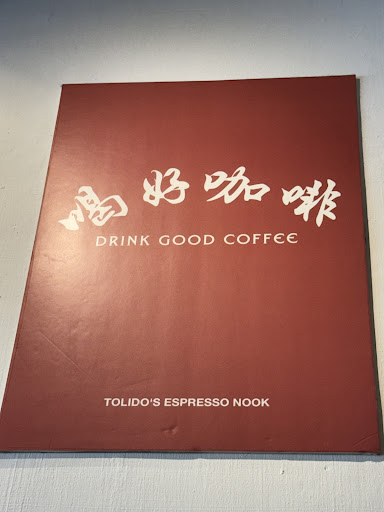 喝好咖啡
DRINK GOOD COFFEE
TOLIDO'S ESPRESSO NOOK